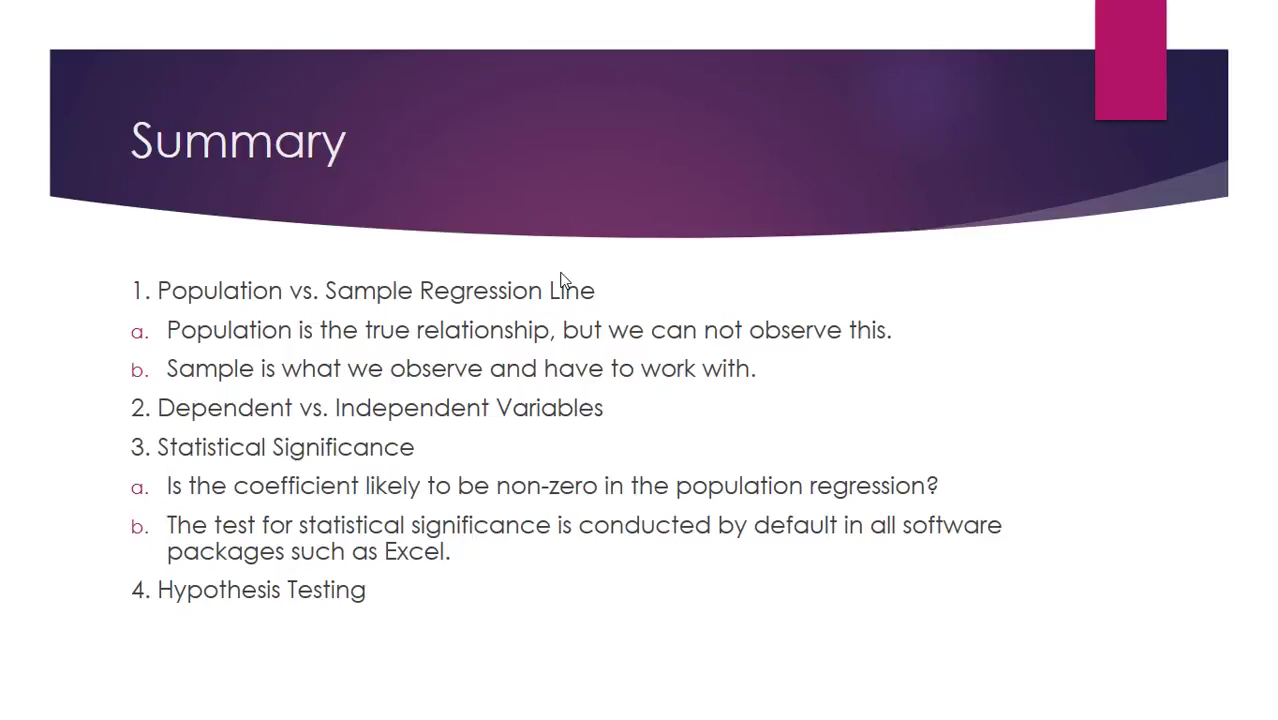 Summary
1. Population vs. Sample Regression Line
a. Population is the true relationship, but we can not observe this.
b. Sample is what we observe and have to work with.
2. Dependent vs. Independent Variables
3. Statistical Significance
a. Is the coefficient likely to be non-zero in the population regression?
b. The test for statistical significance is conducted by default in all software
packages such as Excel.
4. Hypothesis Testing